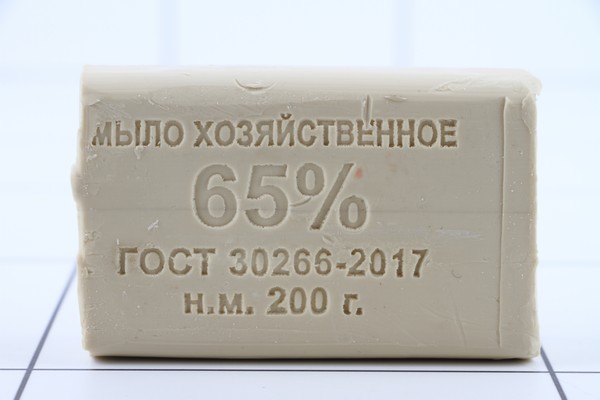 МЫЛО ХОЗЯЙСТВЕННОЕ
65%
ГОСТ 30266-2017
н.м. 200 г.